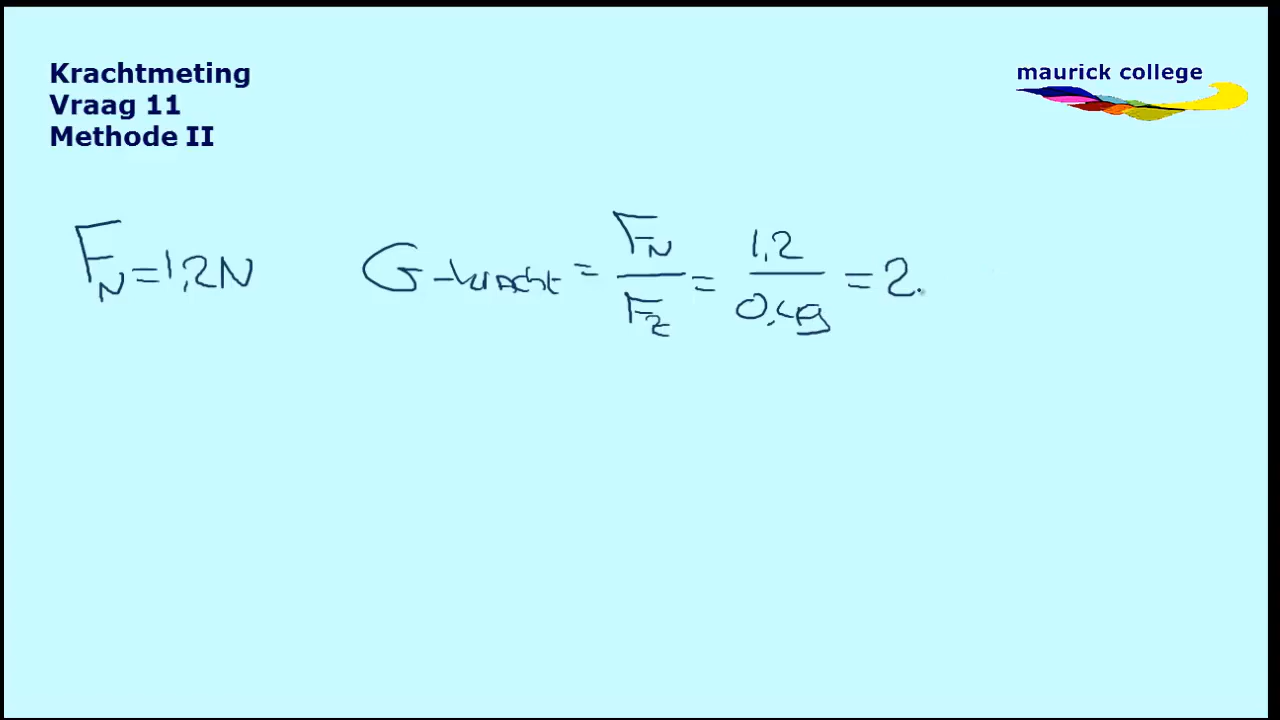 Krachtmeting
Vraag 11
Methode II
maurick college
F_N = 1,2N
G-kracht = F_N / F_z = 1,2 / 0,49 = 2.